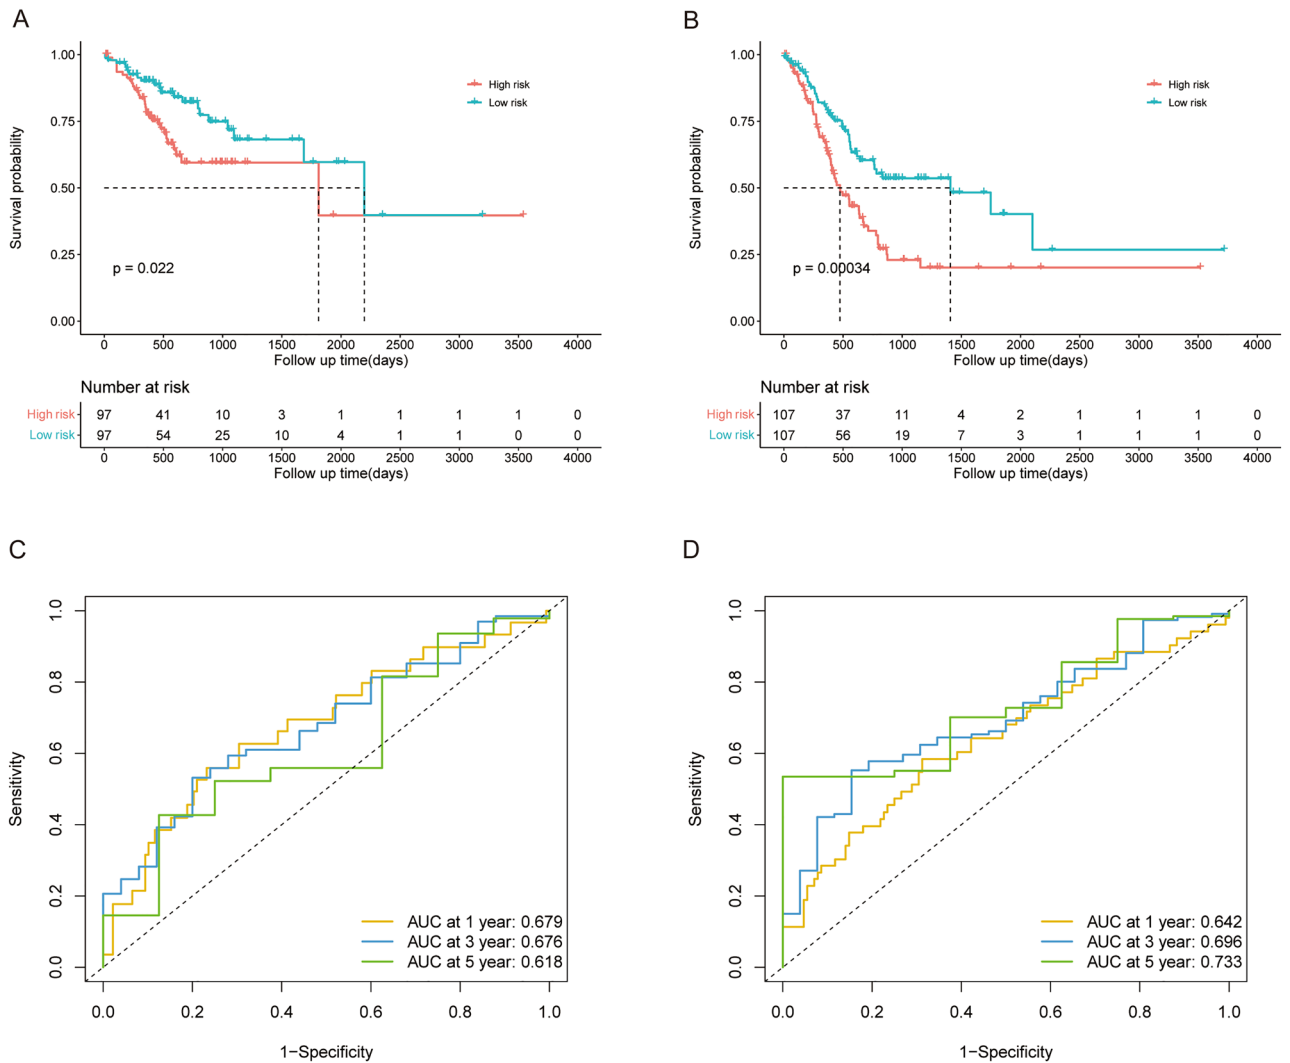 A
1.00
0.75
0.50
0.25
0.00
Survival probability
High risk
Low risk
p = 0.022
0 500 1000 1500 2000 2500 3000 3500 4000
Follow up time(days)
Number at risk
High risk 97 41 10 3 1 1 1 1 0
Low risk 97 54 25 10 4 1 1 0 0
0 500 1000 1500 2000 2500 3000 3500 4000
Follow up time(days)
B
1.00
0.75
0.50
0.25
0.00
Survival probability
High risk
Low risk
p = 0.00034
0 500 1000 1500 2000 2500 3000 3500 4000
Follow up time(days)
Number at risk
High risk 107 37 11 4 2 1 1 1 0
Low risk 107 56 19 7 3 1 1 1 0
0 500 1000 1500 2000 2500 3000 3500 4000
Follow up time(days)
C
1.0
0.8
0.6
0.4
0.2
0.0
Sensitivity
AUC at 1 year: 0.679
AUC at 3 year: 0.676
AUC at 5 year: 0.618
0.0 0.2 0.4 0.6 0.8 1.0
1−Specificity
D
1.0
0.8
0.6
0.4
0.2
0.0
Sensitivity
AUC at 1 year: 0.642
AUC at 3 year: 0.696
AUC at 5 year: 0.733
0.0 0.2 0.4 0.6 0.8 1.0
1−Specificity